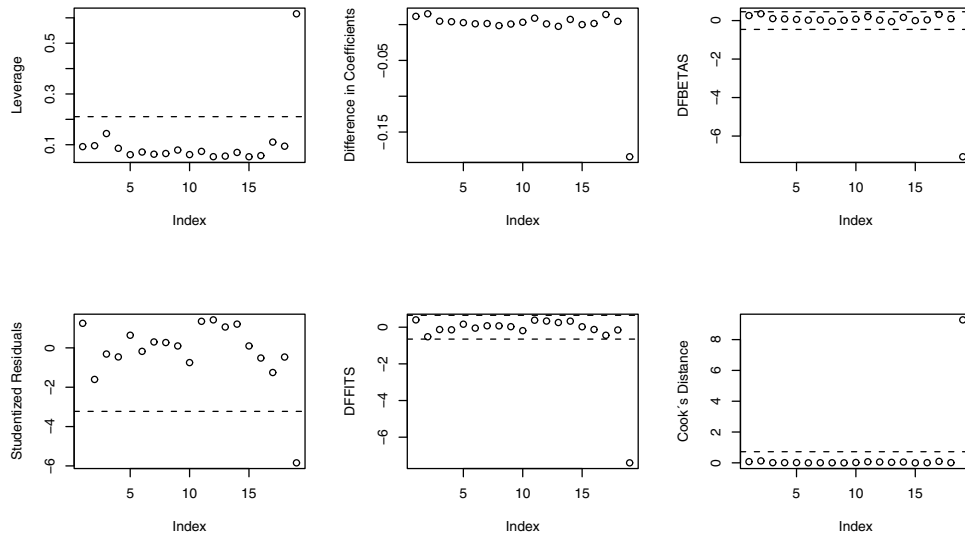 Leverage
0.1 0.3 0.5
5 10 15
Index
Difference in Coefficients
−0.15 −0.05
5 10 15
Index
DFBETAS
−6 −4 −2 0
5 10 15
Index
Studentized Residuals
−6 −4 −2 0
5 10 15
Index
DFFITS
−6 −4 −2 0
5 10 15
Index
Cook´s Distance
0 2 4 6 8
5 10 15
Index